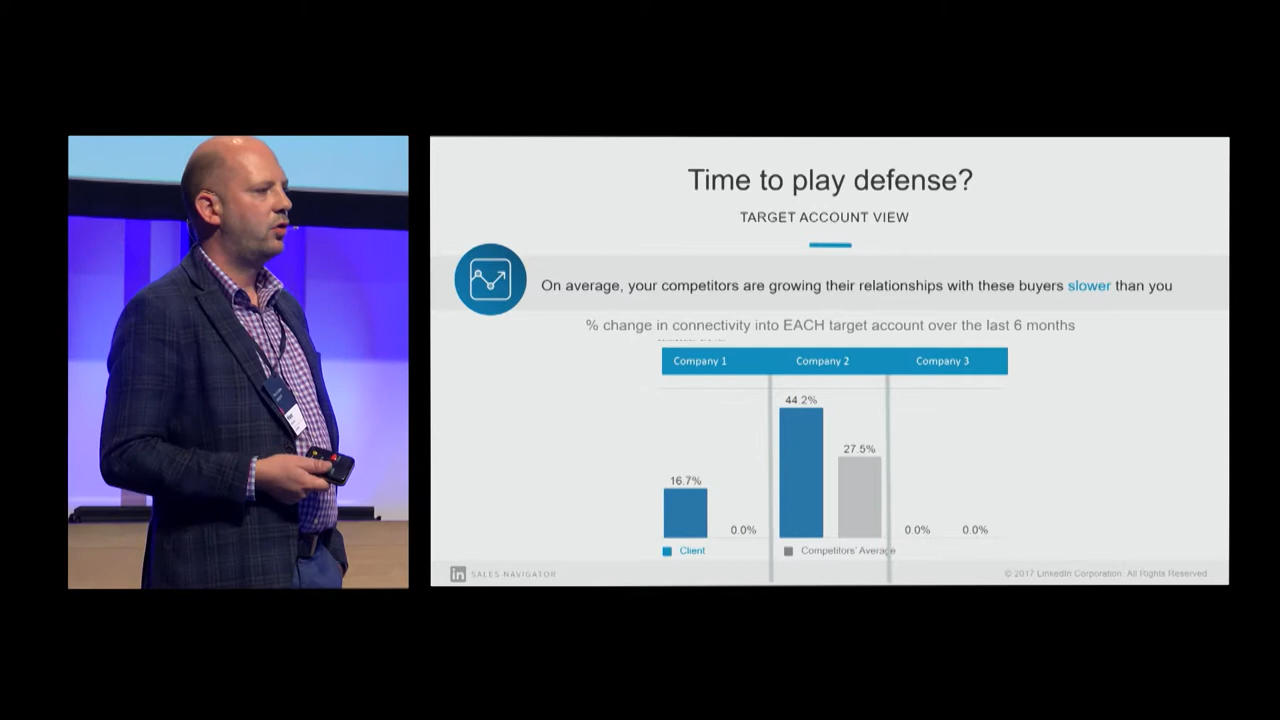 Time to play defense?
TARGET ACCOUNT VIEW
On average, your competitors are growing their relationships with these buyers slower than you
% change in connectivity into EACH target account over the last 6 months
Company 1 Company 2 Company 3
44.2%
27.5%
16.7%
0.0% 0.0% 0.0%
Client Competitors' Average
in SALES NAVIGATOR © 2017 LinkedIn Corporation. All Rights Reserved